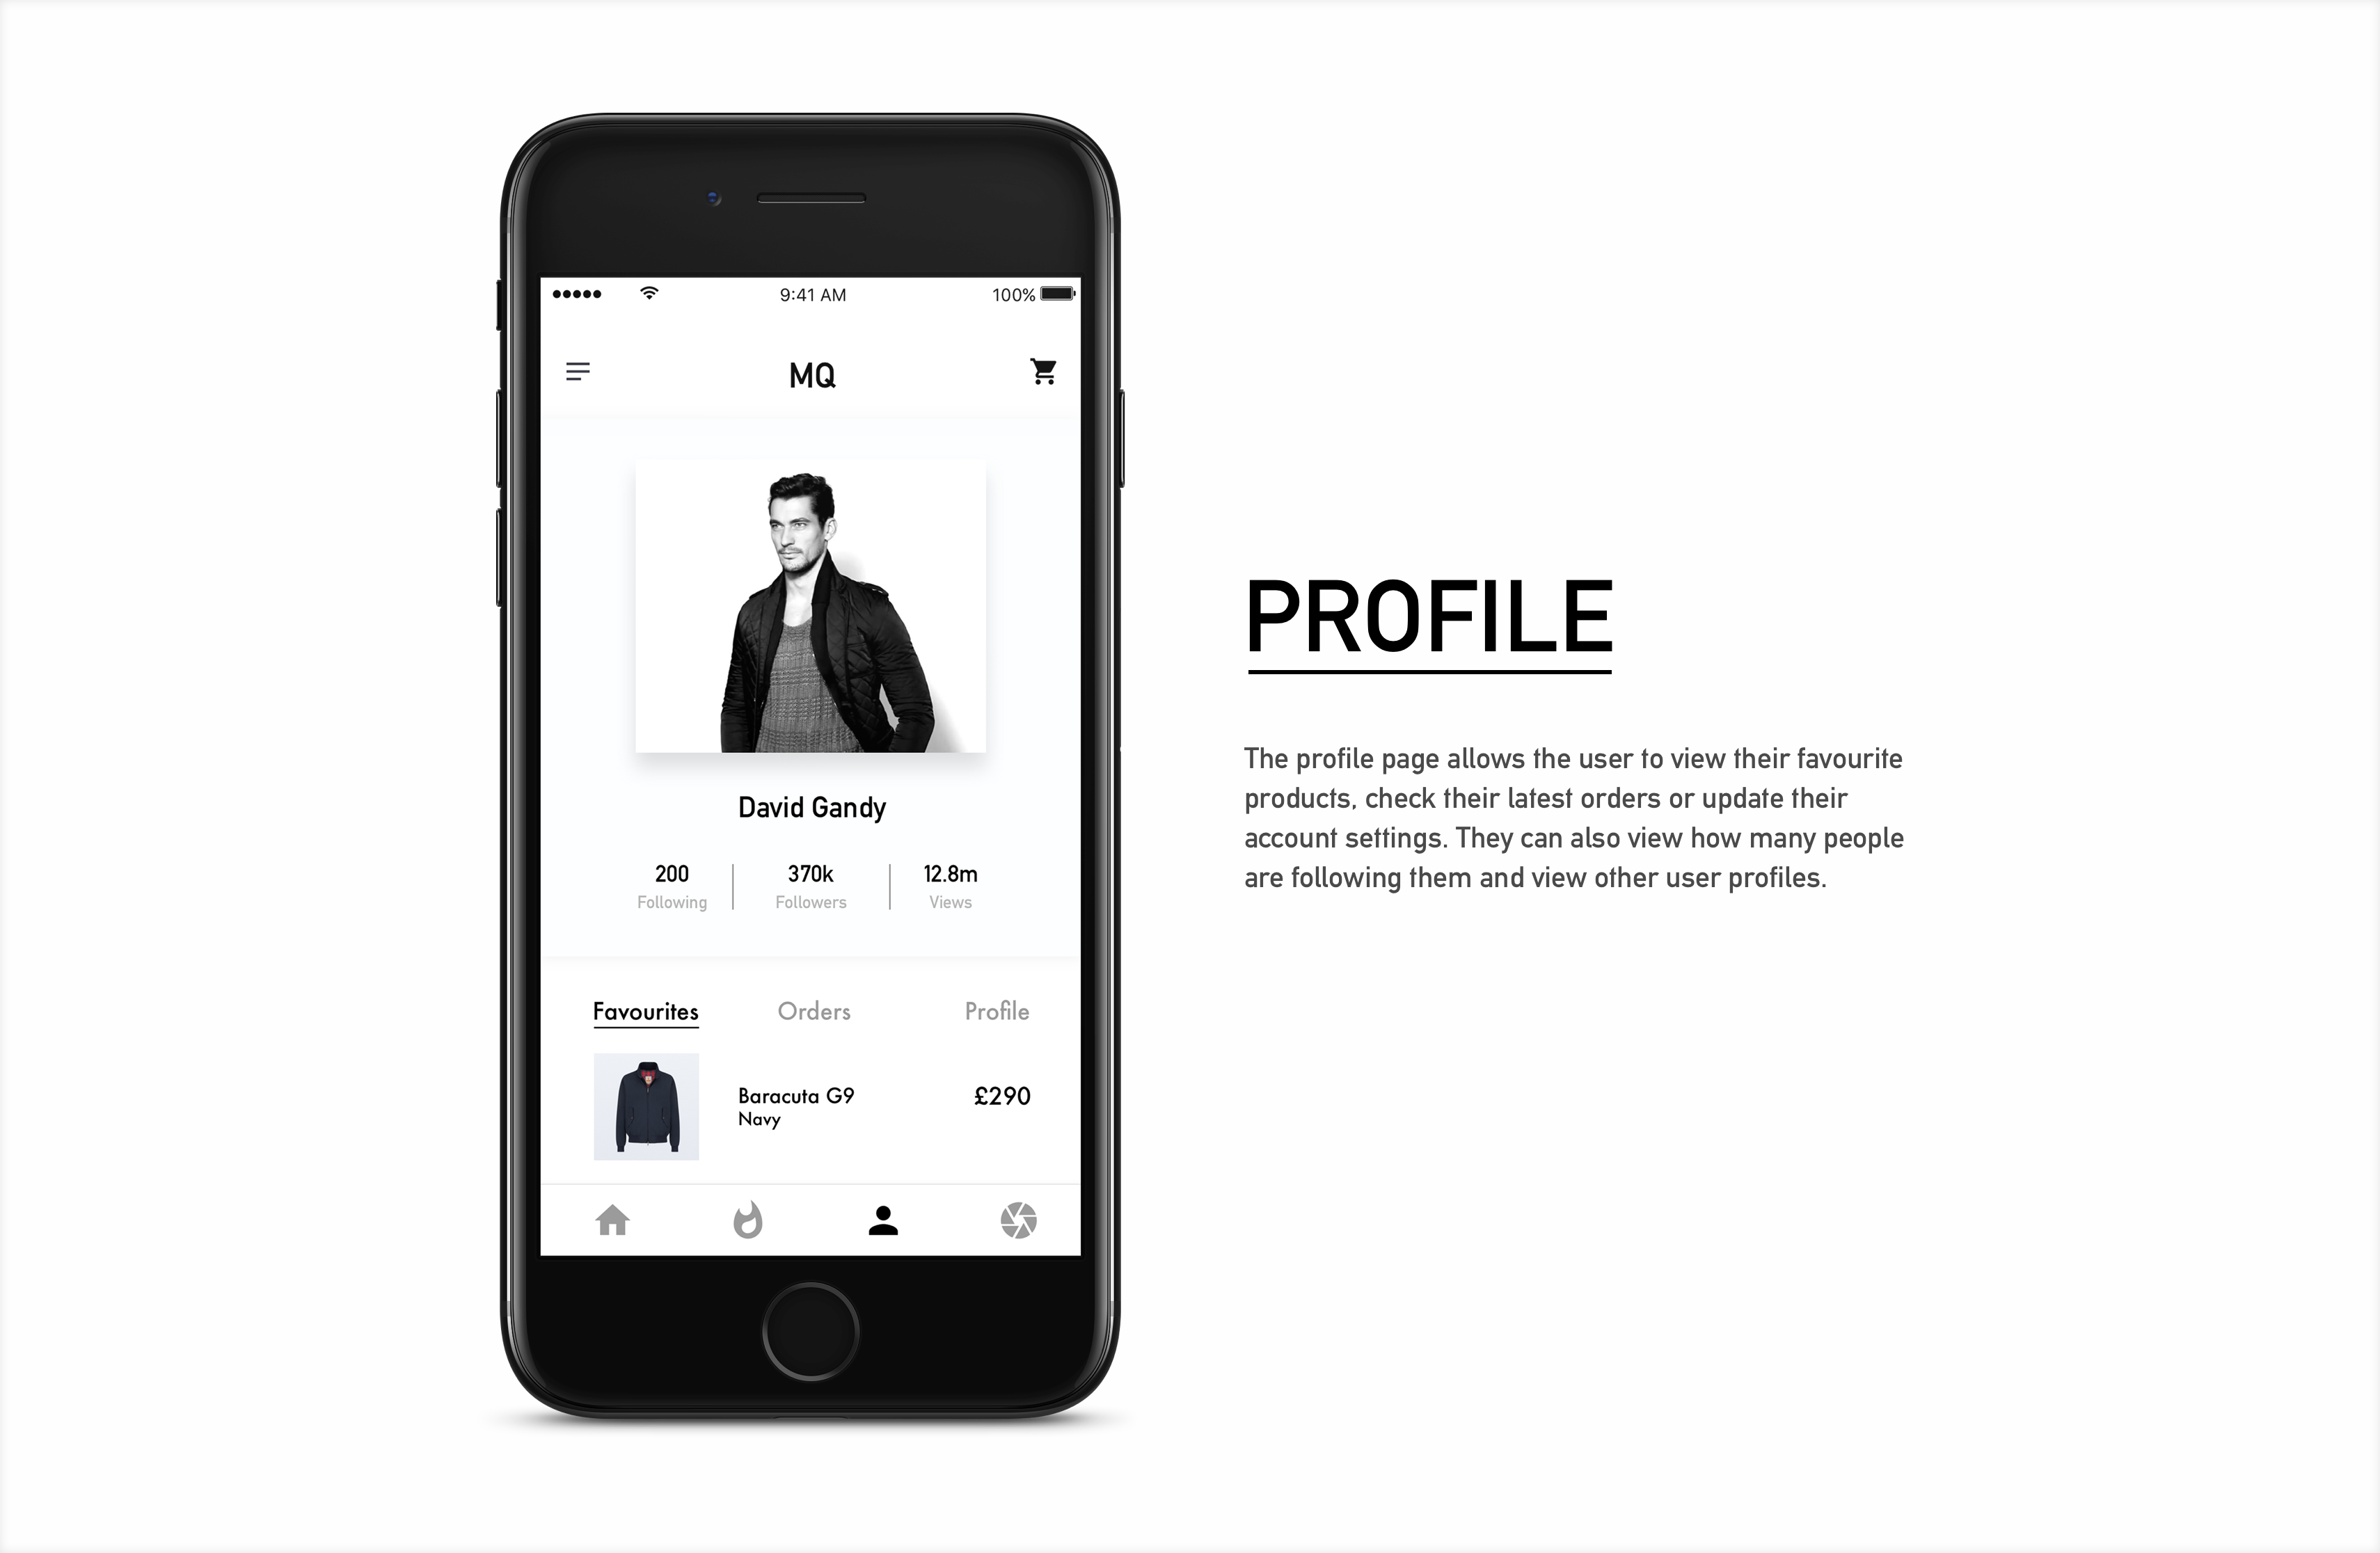 9:41 AM
100%
MQ
David Gandy
200
370k
12.8m
Following
Followers
Views
Favourites
Orders
Profile
Baracuta G9
Navy
£290
PROFILE
The profile page allows the user to view their favourite
products, check their latest orders or update their
account settings. They can also view how many people
are following them and view other user profiles.